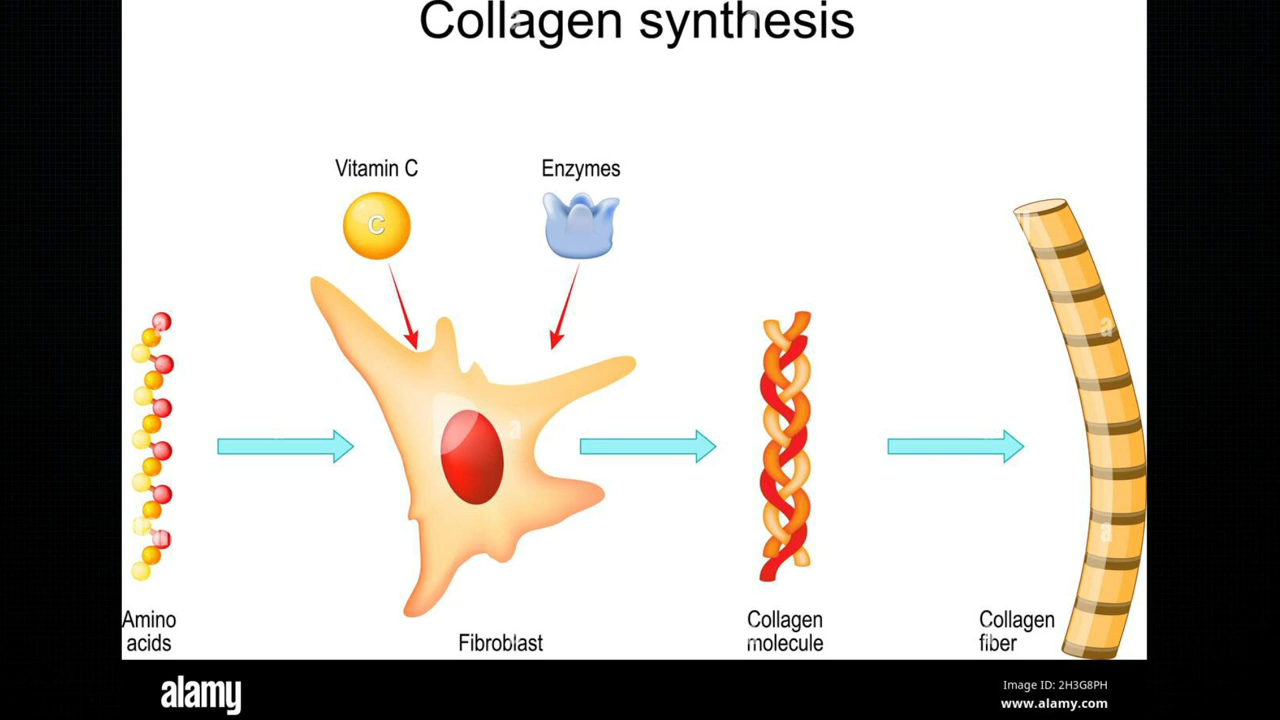 Collagen synthesis
Vitamin C
Enzymes
C
Amino
acids
Fibroblast
Collagen
molecule
Collagen
fiber
a
a
a
a
alamy
Image ID: 2H3G8PH
www.alamy.com